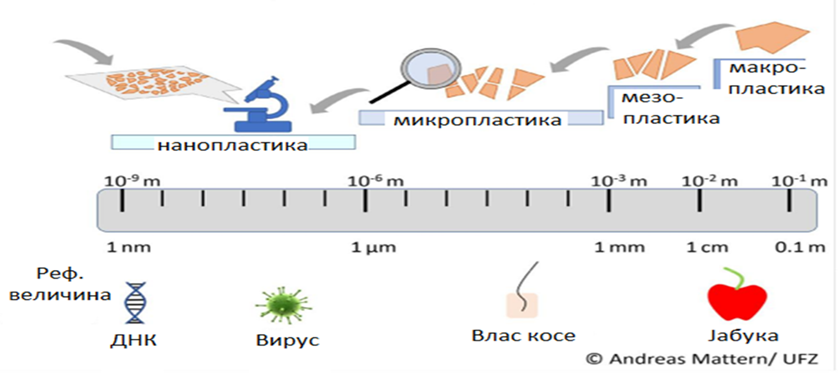 макро-
пластика
мезо-
пластика
микропластика
нанопластика
10-9 m
10-6 m
10-3 m
10-2 m
10-1 m
1 nm
1 µm
1 mm
1 cm
0.1 m
Реф.
величина
ДНК
Вирус
Влас косе
Јабука
© Andreas Mattern/ UFZ